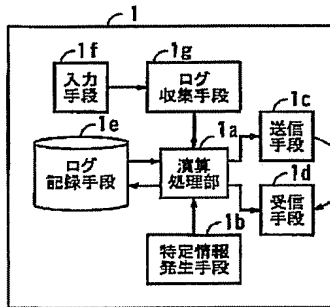 1
1f
入力
手段
1g
ログ
収集手段
1e
ログ
記録手段
1a
演算
処理部
1c
送信
手段
1d
受信
手段
1b
特定情報
発生手段